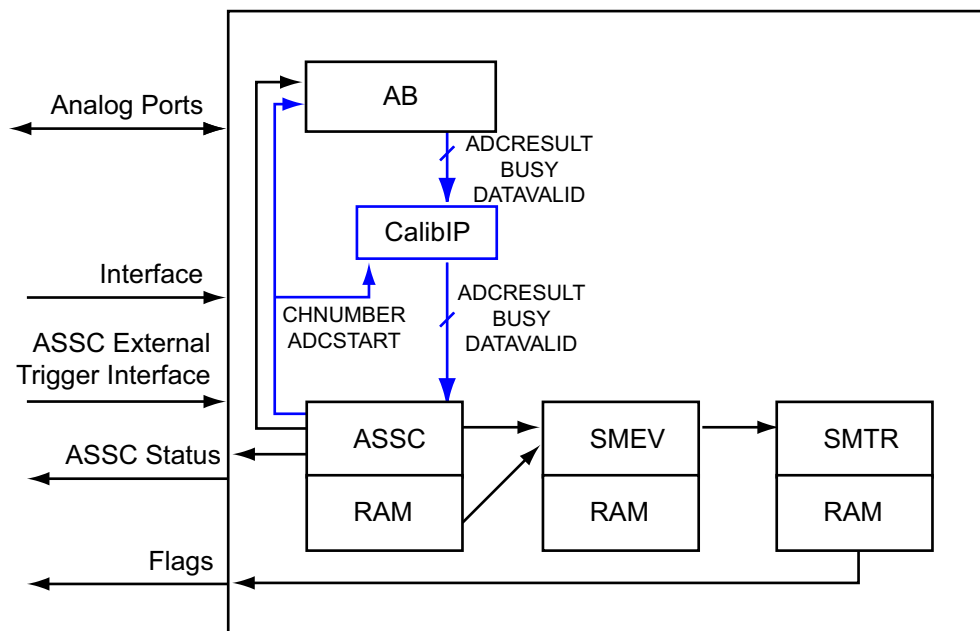 AB
Analog Ports
ADCRESULT
BUSY
DATAVALID
CalibIP
Interface
CHNUMBER
ADCSTART
ADCRESULT
BUSY
DATAVALID
ASSC External
Trigger Interface
ASSC Status
ASSC
SMEV
SMTR
RAM
RAM
RAM
Flags